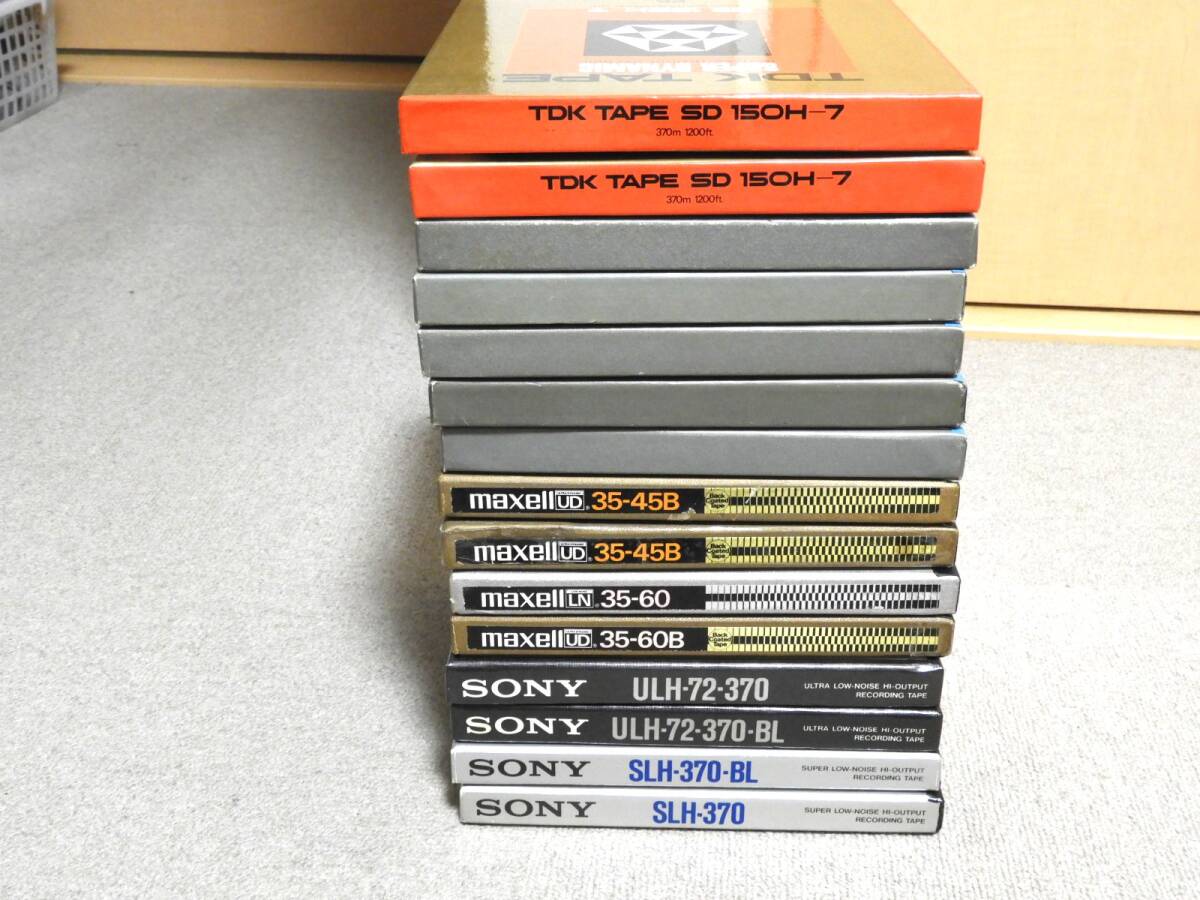 SUPER DYNAMIC
TDK TAPE
TDK TAPE SD 150H-7
370m 1200ft.
TDK TAPE SD 150H-7
370m 1200ft.
maxell UD 35-45B
Back Coated Tape
maxell UD 35-45B
Back Coated Tape
maxell LN 35-60
maxell UD 35-60B
Back Coated Tape
SONY ULH-72-370 ULTRA LOW-NOISE HI-OUTPUT
RECORDING TAPE
SONY ULH-72-370-BL ULTRA LOW-NOISE HI-OUTPUT
RECORDING TAPE
SONY SLH-370-BL SUPER LOW-NOISE HI-OUTPUT
RECORDING TAPE
SONY SLH-370 SUPER LOW-NOISE HI-OUTPUT
RECORDING TAPE